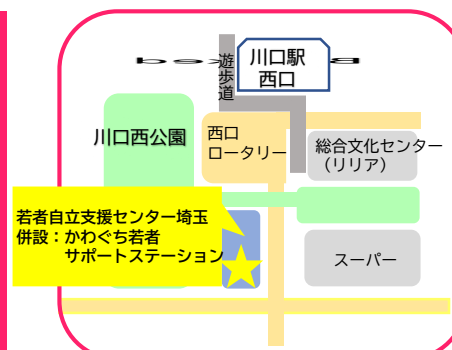 川口駅
西口
遊歩道
川口西公園
西口
ロータリー
総合文化センター
（リリア）
若者自立支援センター埼玉
併設：かわぐち若者
サポートステーション
スーパー